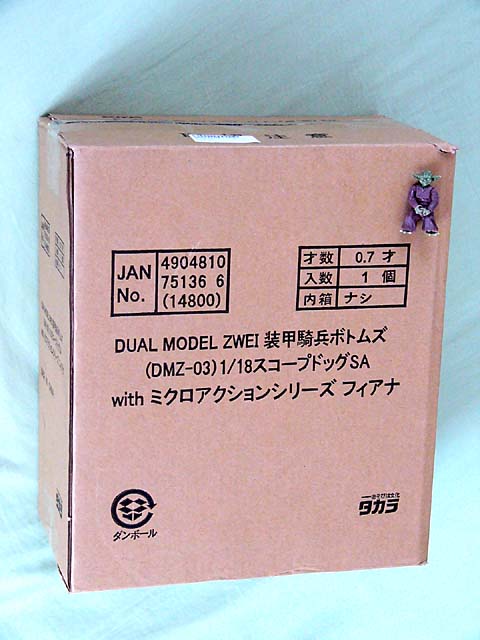 注意
JAN No.
4904810
75136 6
(14800)
才数 0.7 才
入数 1 個
内箱 ナシ
DUAL MODEL ZWEI 装甲騎兵ボトムズ
(DMZ-03) 1/18スコープドッグSA
with ミクロアクションシリーズ フィアナ
ダンボール
タカラ